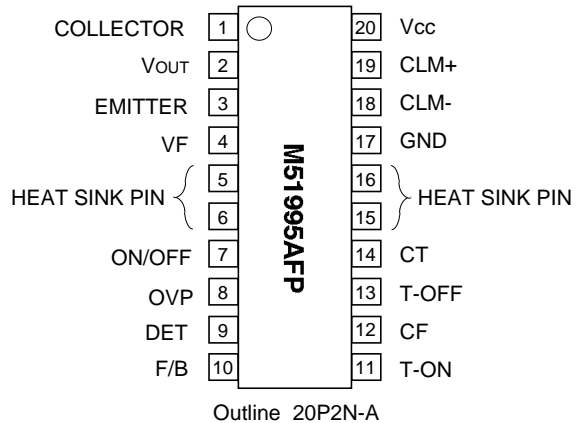 COLLECTOR 1 20 Vcc
VOUT 2 19 CLM+
EMITTER 3 18 CLM-
VF 4 17 GND
HEAT SINK PIN 5 16 HEAT SINK PIN
6 15
ON/OFF 7 14 CT
OVP 8 13 T-OFF
DET 9 12 CF
F/B 10 11 T-ON
M51995AFP
Outline 20P2N-A